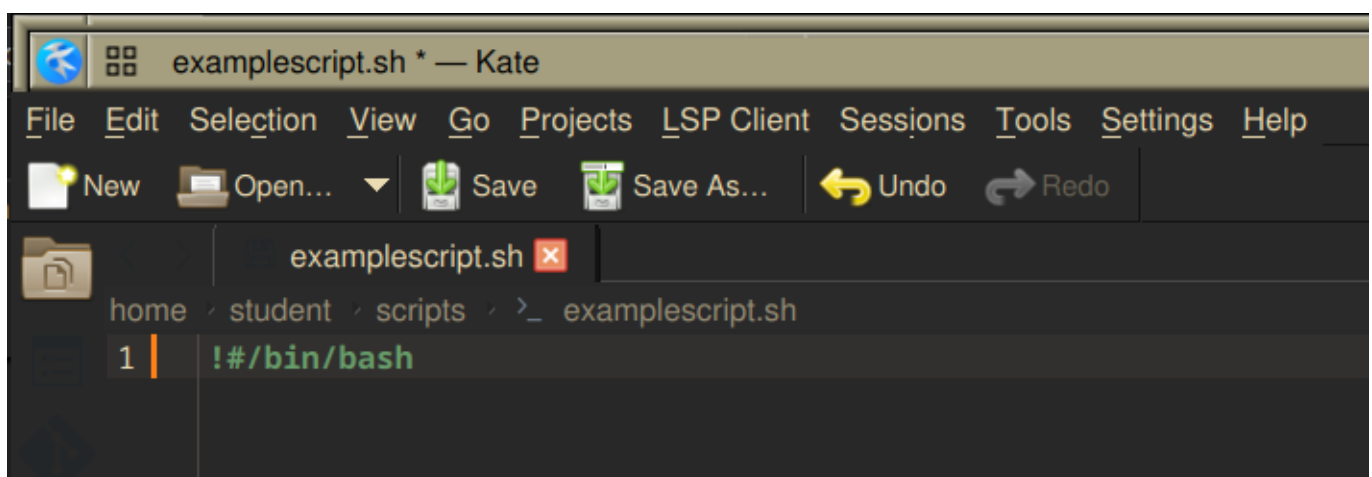 examplescript.sh * — Kate
File Edit Selection View Go Projects LSP Client Sessions Tools Settings Help
New Open... Save Save As... Undo Redo
examplescript.sh
home student scripts >_ examplescript.sh
1 !#/bin/bash